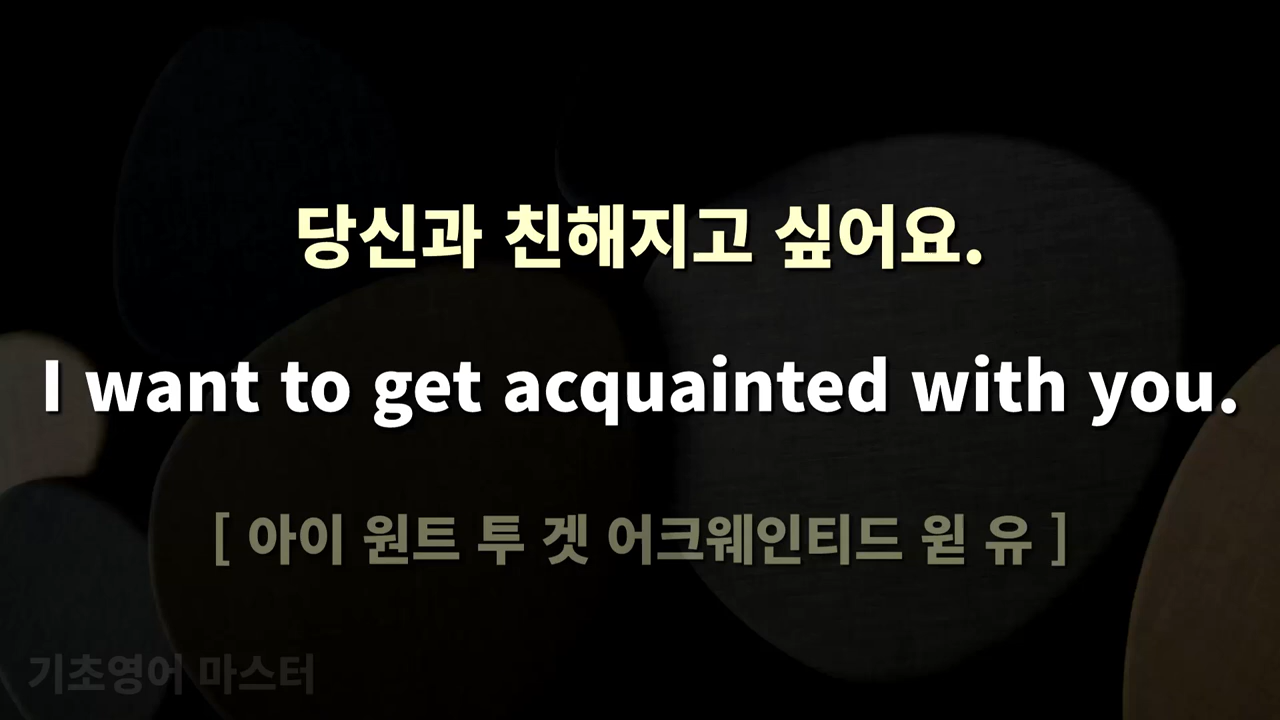 당신과 친해지고 싶어요.
I want to get acquainted with you.
[ 아이 원트 투 겟 어크웨인티드 윋 유 ]
기초영어 마스터